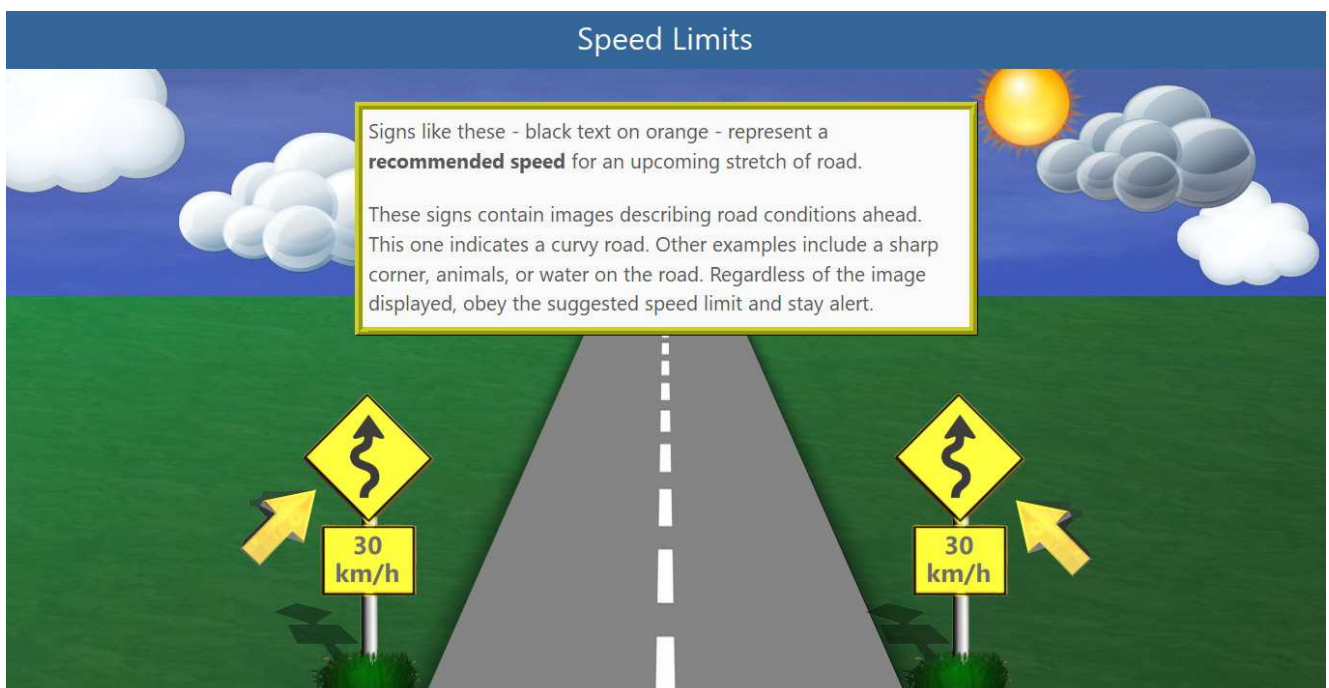 Speed Limits
Signs like these - black text on orange - represent a
recommended speed for an upcoming stretch of road.
These signs contain images describing road conditions ahead.
This one indicates a curvy road. Other examples include a sharp
corner, animals, or water on the road. Regardless of the image
displayed, obey the suggested speed limit and stay alert.
30
km/h
30
km/h